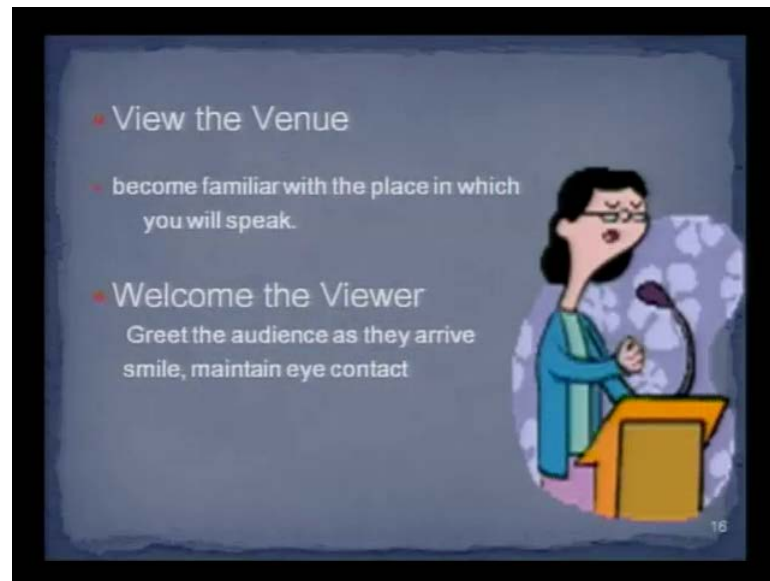 View the Venue
become familiar with the place in which
you will speak.
Welcome the Viewer
Greet the audience as they arrive
smile, maintain eye contact
16